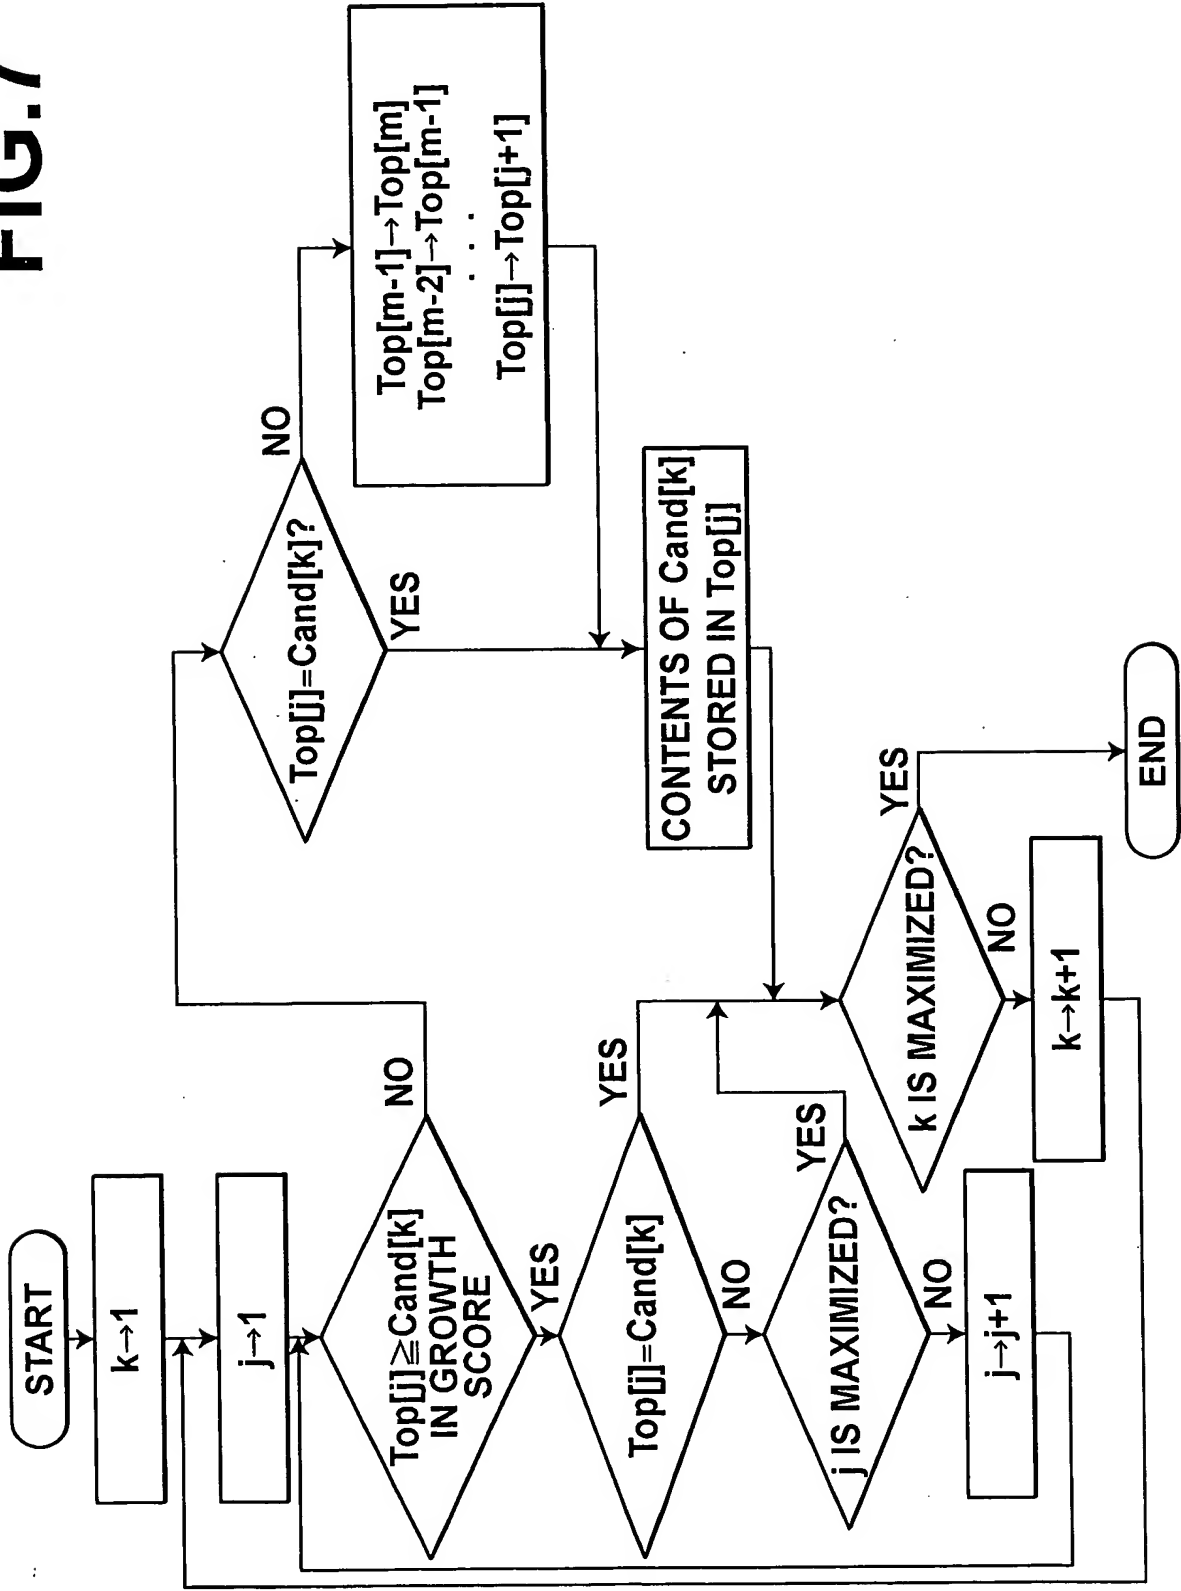 FIG.7
START
k→1
j→1
Top[j]≧Cand[k]
IN GROWTH
SCORE
NO
YES
Top[j]=Cand[k]
YES
NO
j IS MAXIMIZED?
YES
NO
j→j+1
Top[j]=Cand[k]?
NO
YES
Top[m-1]→Top[m]
Top[m-2]→Top[m-1]
. . .
Top[j]→Top[j+1]
CONTENTS OF Cand[k]
STORED IN Top[j]
k IS MAXIMIZED?
YES
NO
k→k+1
END